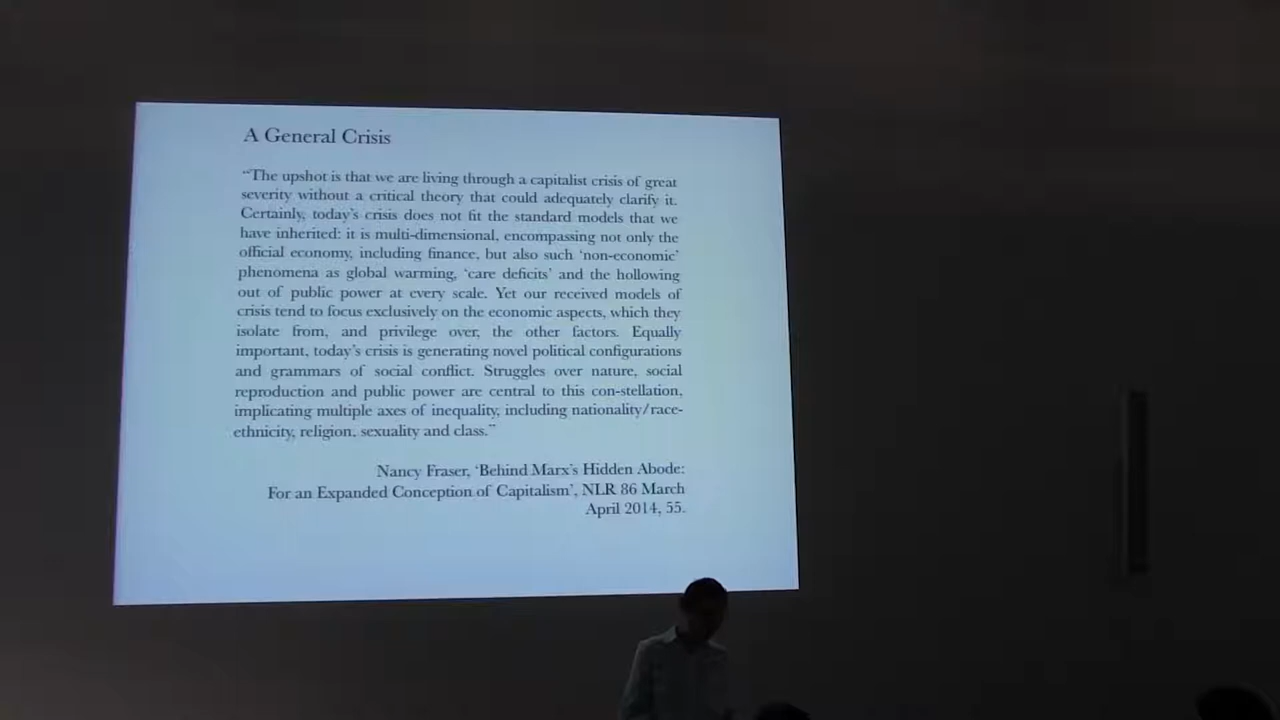 A General Crisis
“The upshot is that we are living through a capitalist crisis of great
severity without a critical theory that could adequately clarify it.
Certainly, today’s crisis does not fit the standard models that we
have inherited: it is multi-dimensional, encompassing not only the
official economy, including finance, but also such ‘non-economic’
phenomena as global warming, ‘care deficits’ and the hollowing
out of public power at every scale. Yet our received models of
crisis tend to focus exclusively on the economic aspects, which they
isolate from, and privilege over, the other factors. Equally
important, today’s crisis is generating novel political configurations
and grammars of social conflict. Struggles over nature, social
reproduction and public power are central to this con-stellation,
implicating multiple axes of inequality, including nationality/race-
ethnicity, religion, sexuality and class.”
Nancy Fraser, ‘Behind Marx’s Hidden Abode:
For an Expanded Conception of Capitalism’, NLR 86 March
April 2014, 55.